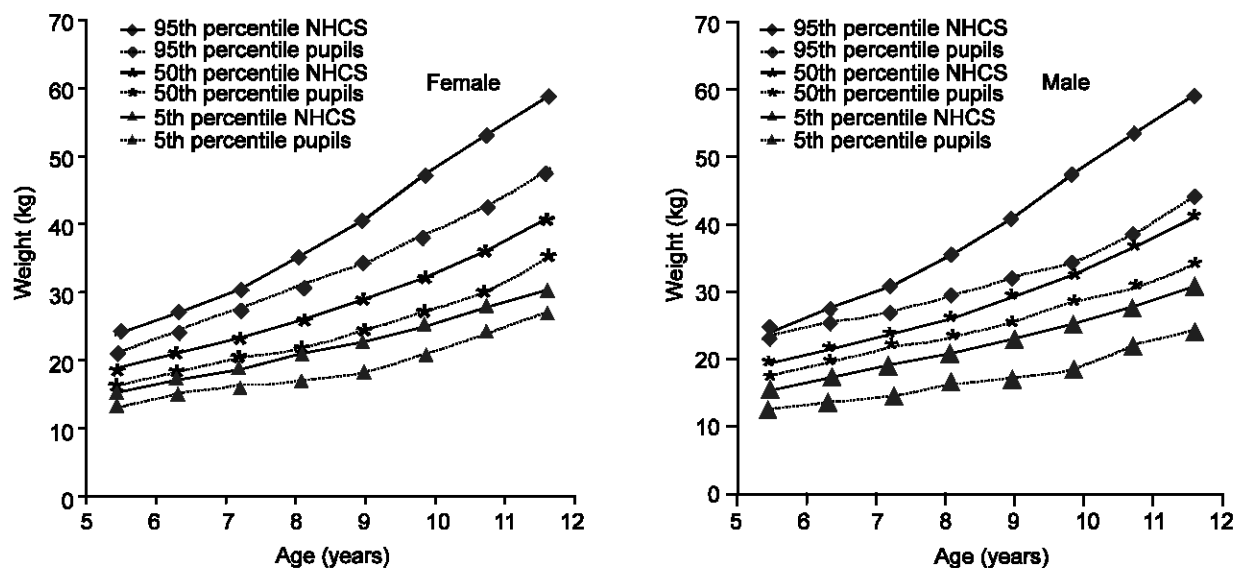 70
60
50
40
30
20
10
0
Weight (kg)
95th percentile NHCS
95th percentile pupils
50th percentile NHCS
50th percentile pupils
5th percentile NHCS
5th percentile pupils
Female
5 6 7 8 9 10 11 12
Age (years)
70
60
50
40
30
20
10
0
Weight (kg)
95th percentile NHCS
95th percentile pupils
50th percentile NHCS
50th percentile pupils
5th percentile NHCS
5th percentile pupils
Male
5 6 7 8 9 10 11 12
Age (years)